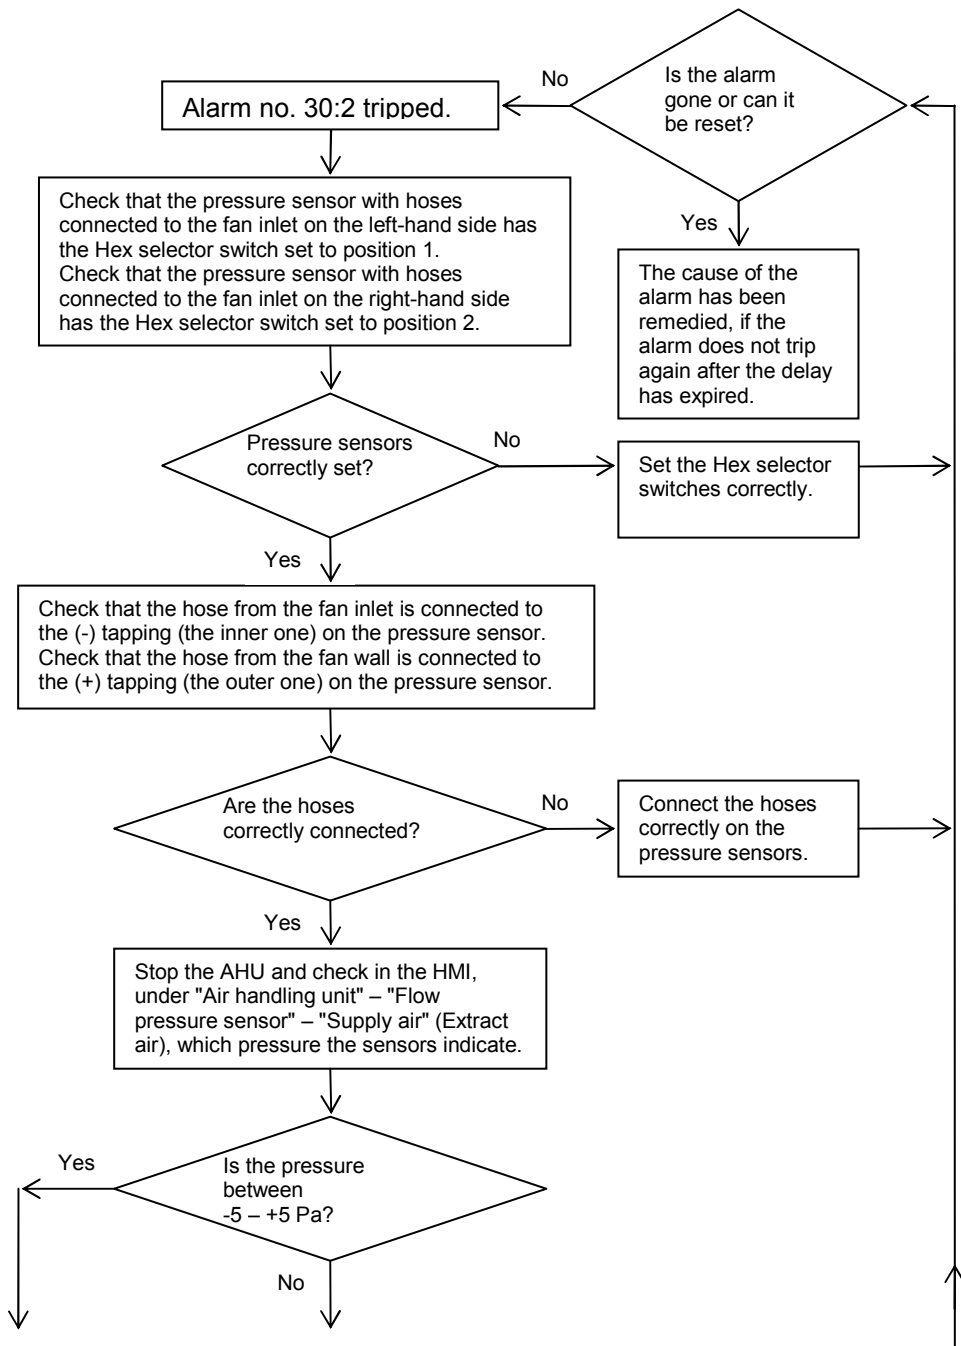 Is the alarm
gone or can it
be reset?
No
Alarm no. 30:2 tripped.
Yes
Check that the pressure sensor with hoses
connected to the fan inlet on the left-hand side has
the Hex selector switch set to position 1.
Check that the pressure sensor with hoses
connected to the fan inlet on the right-hand side
has the Hex selector switch set to position 2.
The cause of the
alarm has been
remedied, if the
alarm does not trip
again after the delay
has expired.
Pressure sensors
correctly set?
No
Set the Hex selector
switches correctly.
Yes
Check that the hose from the fan inlet is connected to
the (-) tapping (the inner one) on the pressure sensor.
Check that the hose from the fan wall is connected to
the (+) tapping (the outer one) on the pressure sensor.
Are the hoses
correctly connected?
No
Connect the hoses
correctly on the
pressure sensors.
Yes
Stop the AHU and check in the HMI,
under "Air handling unit" – "Flow
pressure sensor" – "Supply air" (Extract
air), which pressure the sensors indicate.
Yes
Is the pressure
between
-5 – +5 Pa?
No